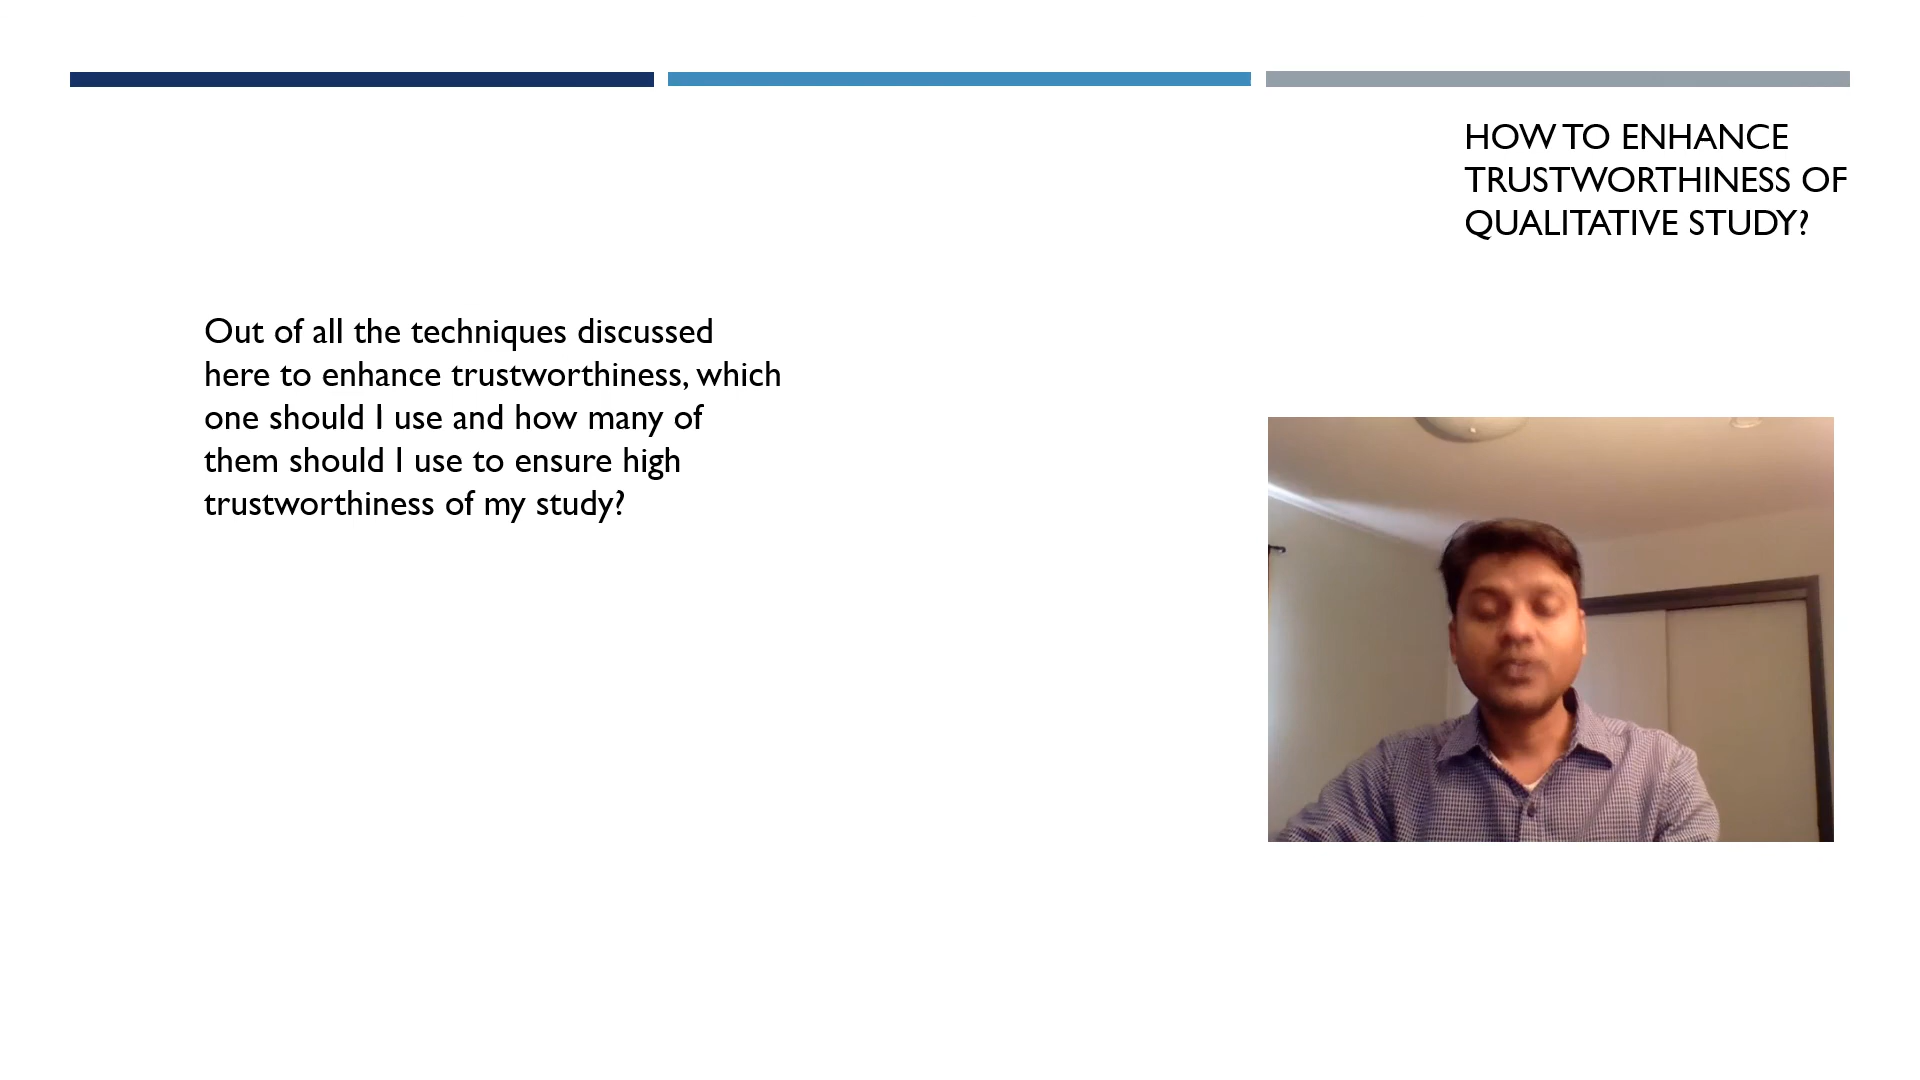 HOW TO ENHANCE
TRUSTWORTHINESS OF
QUALITATIVE STUDY?
Out of all the techniques discussed
here to enhance trustworthiness, which
one should I use and how many of
them should I use to ensure high
trustworthiness of my study?